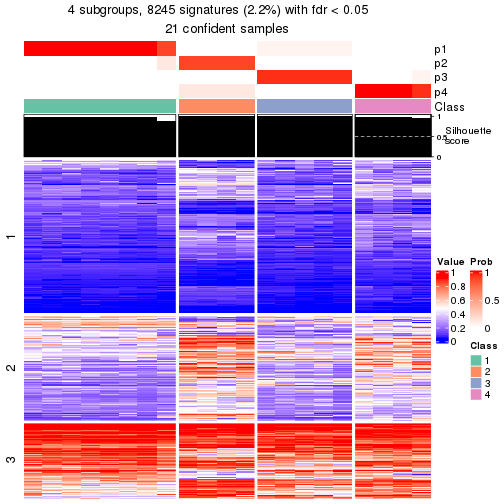 4 subgroups, 8245 signatures (2.2%) with fdr < 0.05
21 confident samples
p1
p2
p3
p4
Class
1
0.5
0
Silhouette
score
1
2
3
Value
1
0.8
0.6
0.4
0.2
0
Prob
1
0.5
0
Class
1
2
3
4